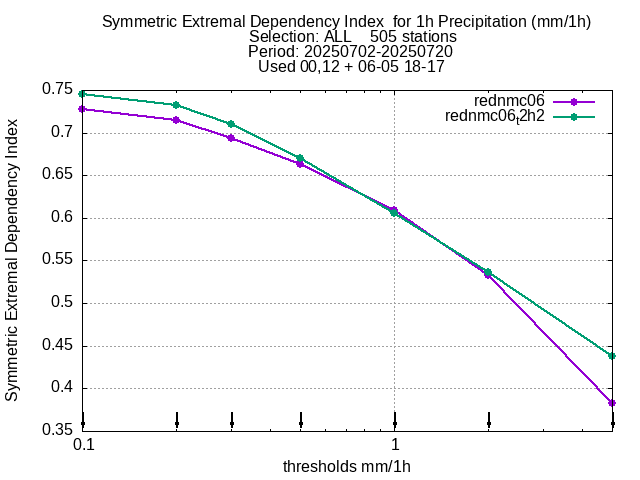 Symmetric Extremal Dependency Index  for 1h Precipitation (mm/1h)
Selection: ALL    505 stations
Period: 20250702-20250720
Used 00,12 + 06-05 18-17
rednmc06
rednmc06t2h2
Symmetric Extremal Dependency Index
0.75
0.7
0.65
0.6
0.55
0.5
0.45
0.4
0.35
0.1
1
thresholds mm/1h